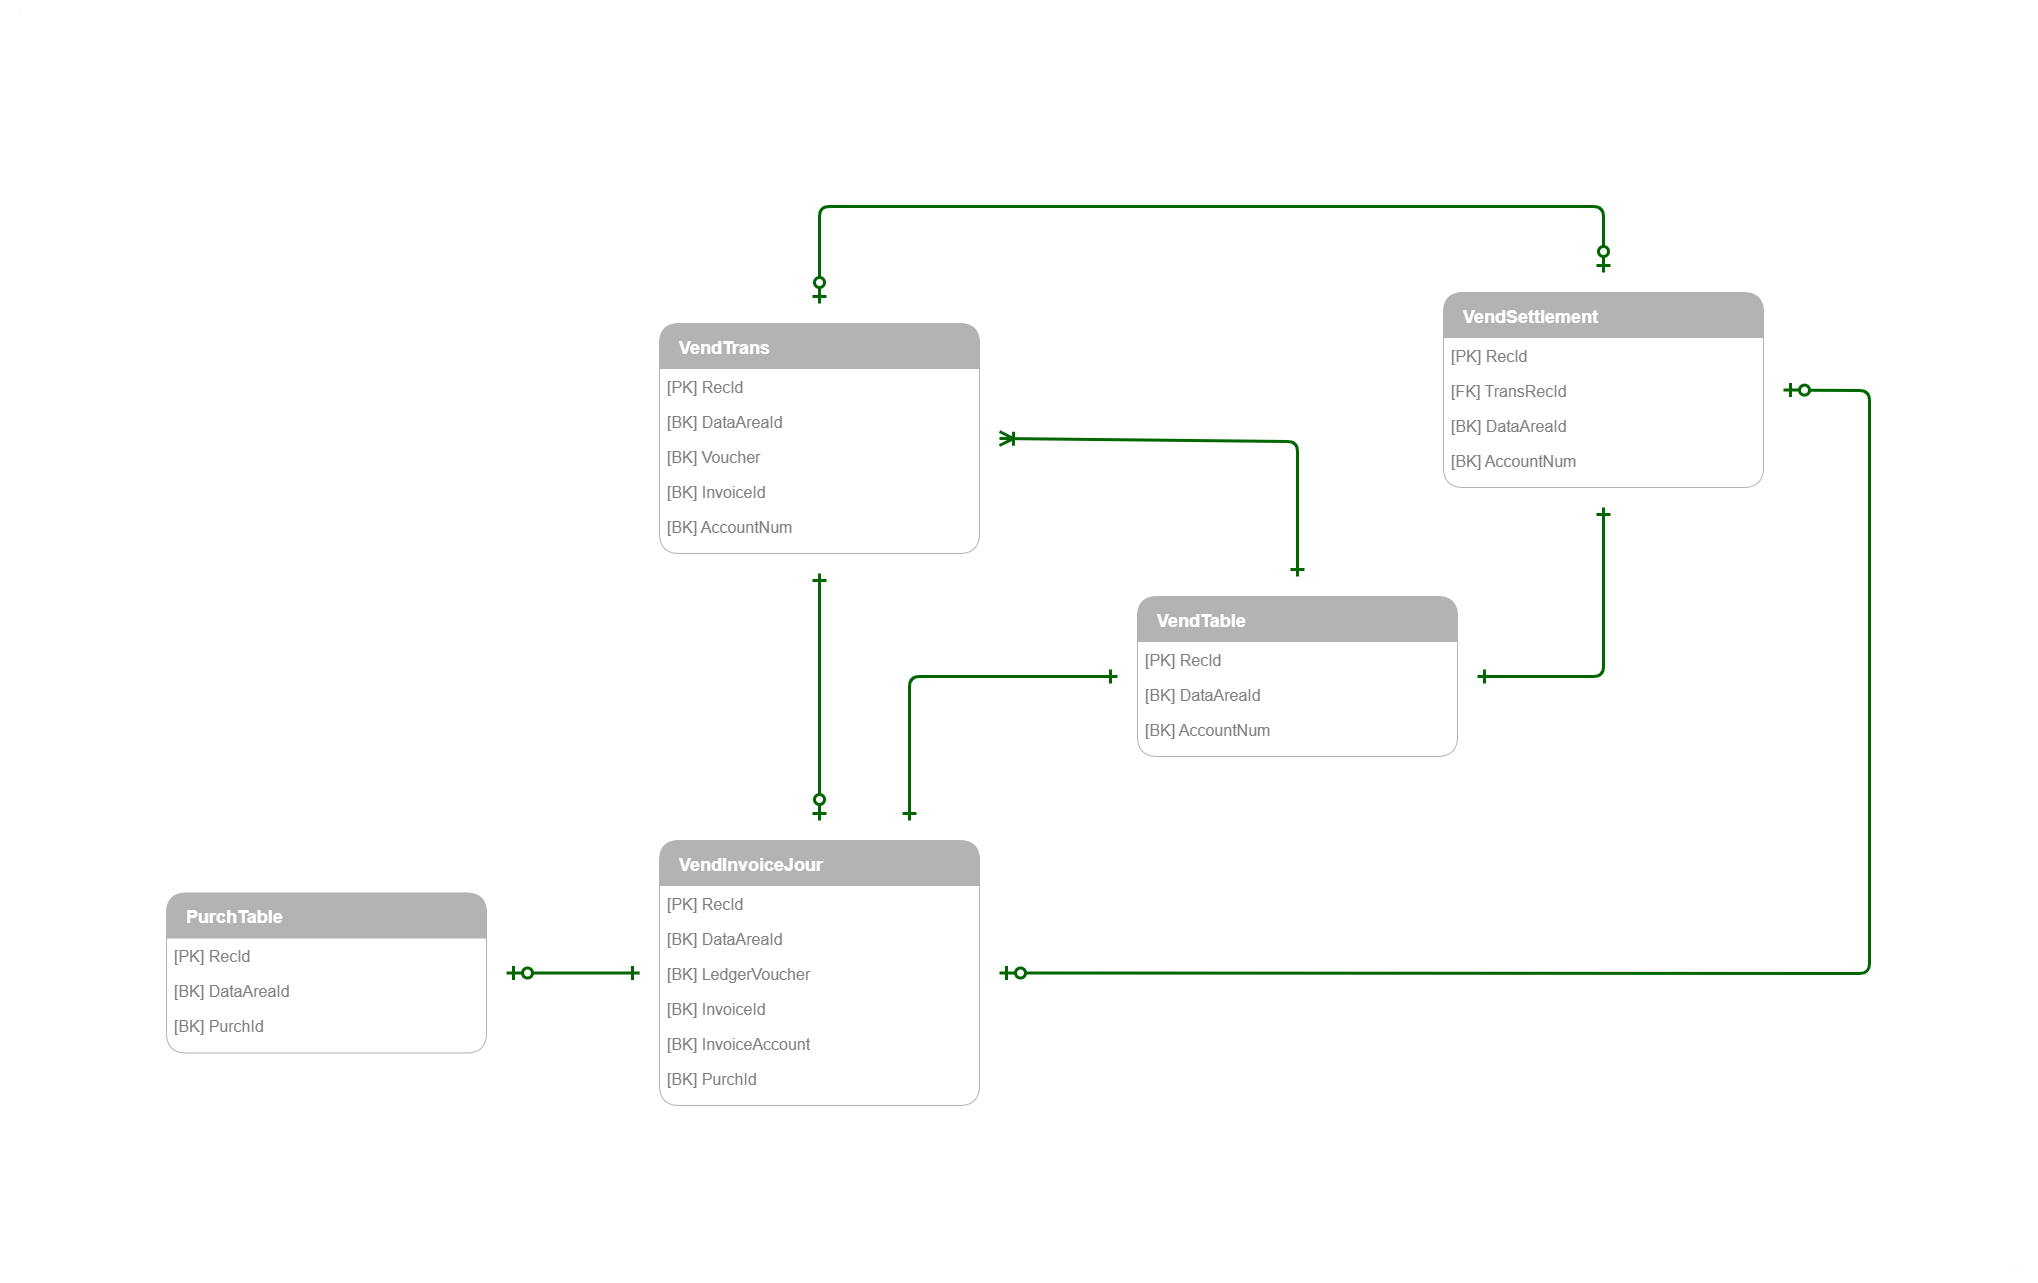 VendTrans
[PK] RecId
[BK] DataAreaId
[BK] Voucher
[BK] InvoiceId
[BK] AccountNum
VendSettlement
[PK] RecId
[FK] TransRecId
[BK] DataAreaId
[BK] AccountNum
VendTable
[PK] RecId
[BK] DataAreaId
[BK] AccountNum
VendInvoiceJour
[PK] RecId
[BK] DataAreaId
[BK] LedgerVoucher
[BK] InvoiceId
[BK] InvoiceAccount
[BK] PurchId
PurchTable
[PK] RecId
[BK] DataAreaId
[BK] PurchId